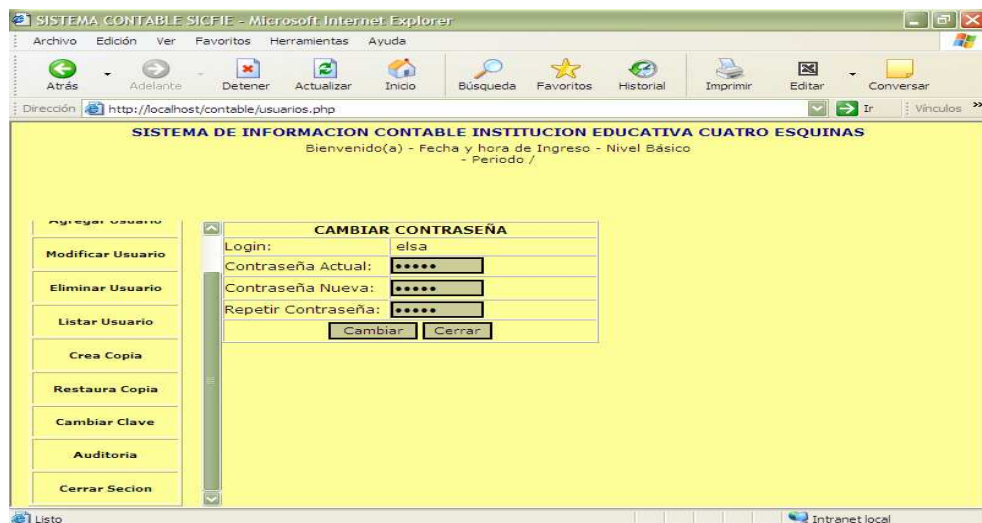 SISTEMA CONTABLE SICFIE - Microsoft Internet Explorer
Archivo Edición Ver Favoritos Herramientas Ayuda
Atrás Adelante Detener Actualizar Inicio Búsqueda Favoritos Historial Imprimir Editar Conversar
Dirección http://localhost/contable/usuarios.php Ir Vínculos »
SISTEMA DE INFORMACION CONTABLE INSTITUCION EDUCATIVA CUATRO ESQUINAS
Bienvenido(a) - Fecha y hora de Ingreso - Nivel Básico
- Periodo /
Agregar Usuario
Modificar Usuario
Eliminar Usuario
Listar Usuario
Crea Copia
Restaura Copia
Cambiar Clave
Auditoria
Cerrar Secion
CAMBIAR CONTRASEÑA
Login: elsa
Contraseña Actual: •••••
Contraseña Nueva: •••••
Repetir Contraseña: •••••
Cambiar Cerrar
Listo Intranet local